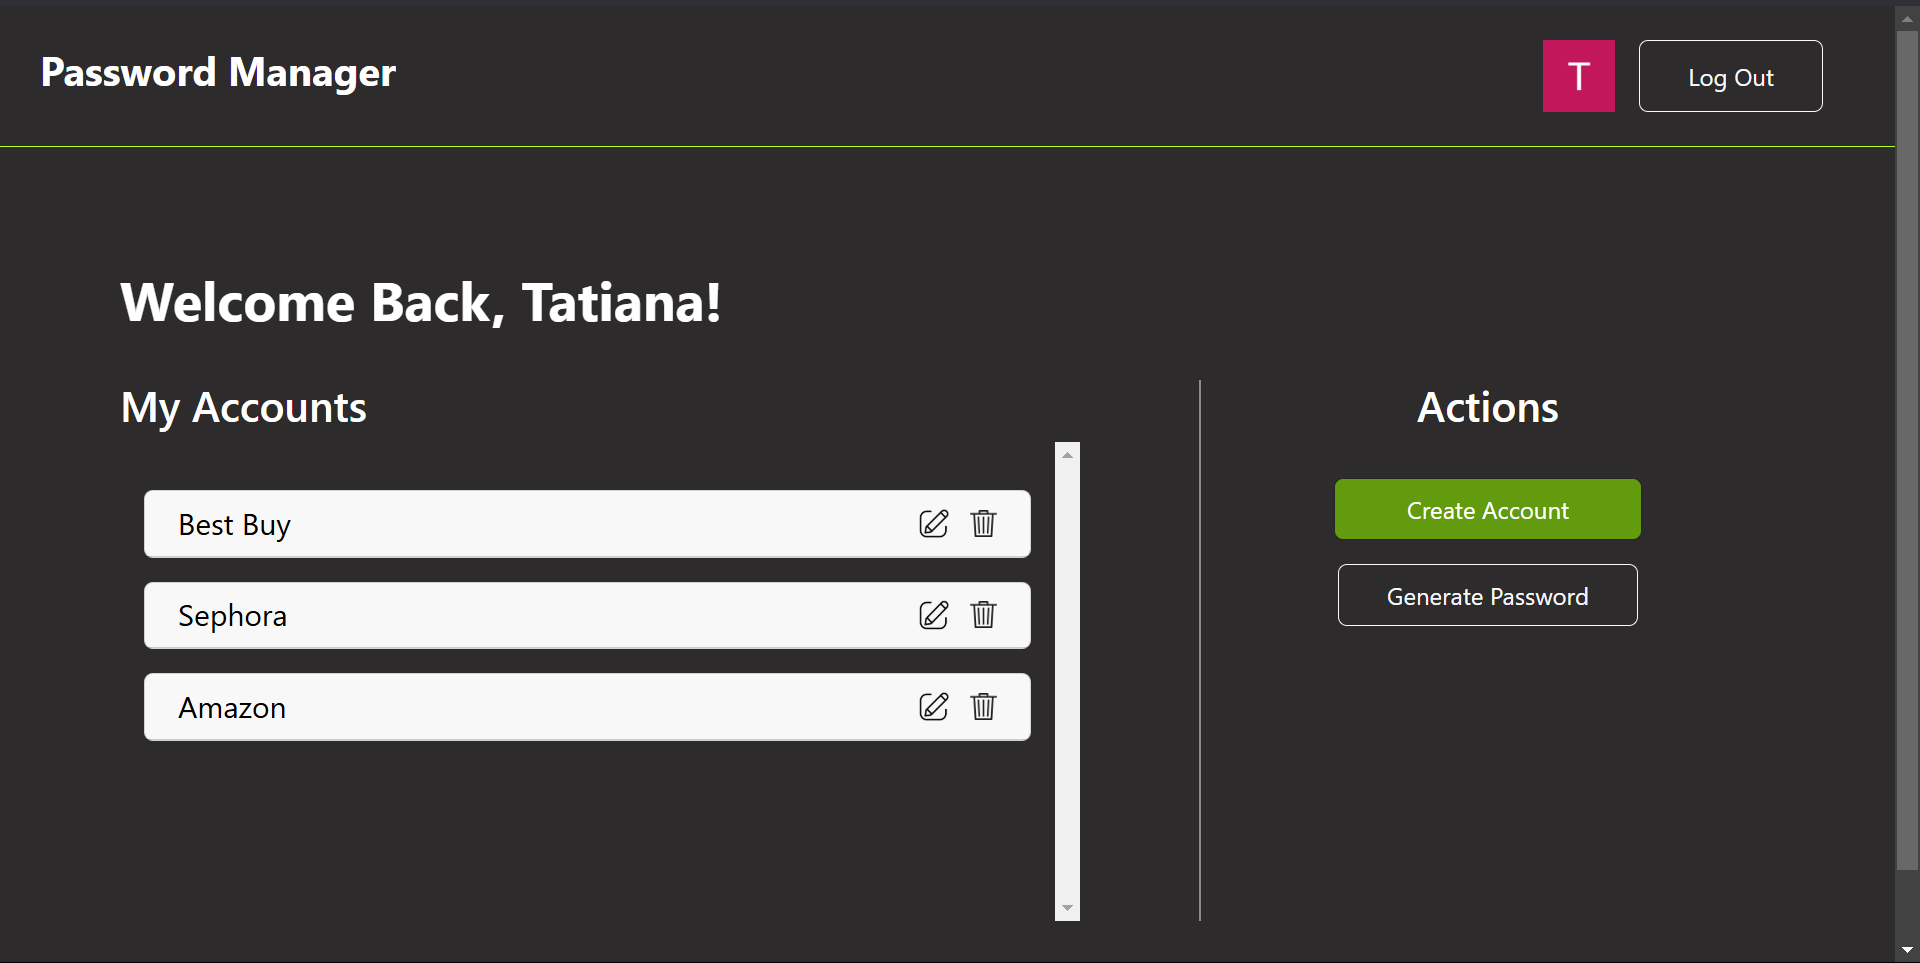 Password Manager
T
Log Out
Welcome Back, Tatiana!
My Accounts
Best Buy
Sephora
Amazon
Actions
Create Account
Generate Password